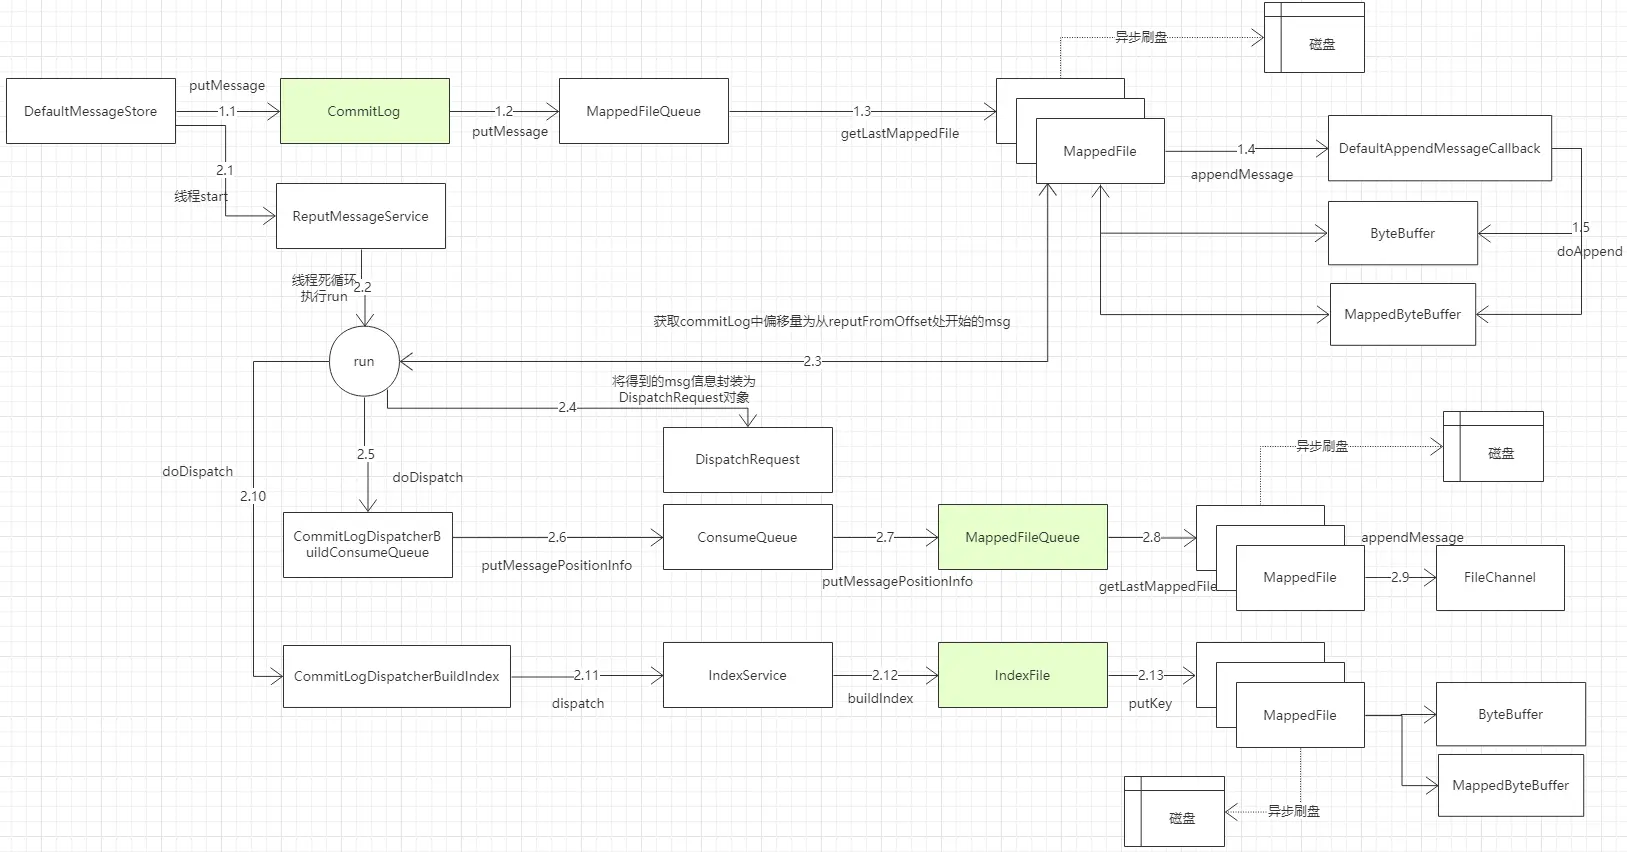 异步刷盘
磁盘
putMessage
DefaultMessageStore
1.1
CommitLog
1.2
putMessage
MappedFileQueue
1.3
getLastMappedFile
MappedFile
1.4
appendMessage
DefaultAppendMessageCallback
2.1
线程start
ReputMessageService
ByteBuffer
1.5
doAppend
线程死循环
执行run
2.2
MappedByteBuffer
获取commitLog中偏移量为从reputFromOffset处开始的msg
run
2.3
将得到的msg信息封装为
DispatchRequest对象
2.4
2.5
doDispatch
doDispatch
2.10
DispatchRequest
异步刷盘
磁盘
CommitLogDispatcherB
uildConsumeQueue
2.6
putMessagePositionInfo
ConsumeQueue
2.7
putMessagePositionInfo
MappedFileQueue
2.8
getLastMappedFile
MappedFile
appendMessage
2.9
FileChannel
CommitLogDispatcherBuildIndex
2.11
dispatch
IndexService
2.12
buildIndex
IndexFile
2.13
putKey
MappedFile
ByteBuffer
MappedByteBuffer
异步刷盘
磁盘